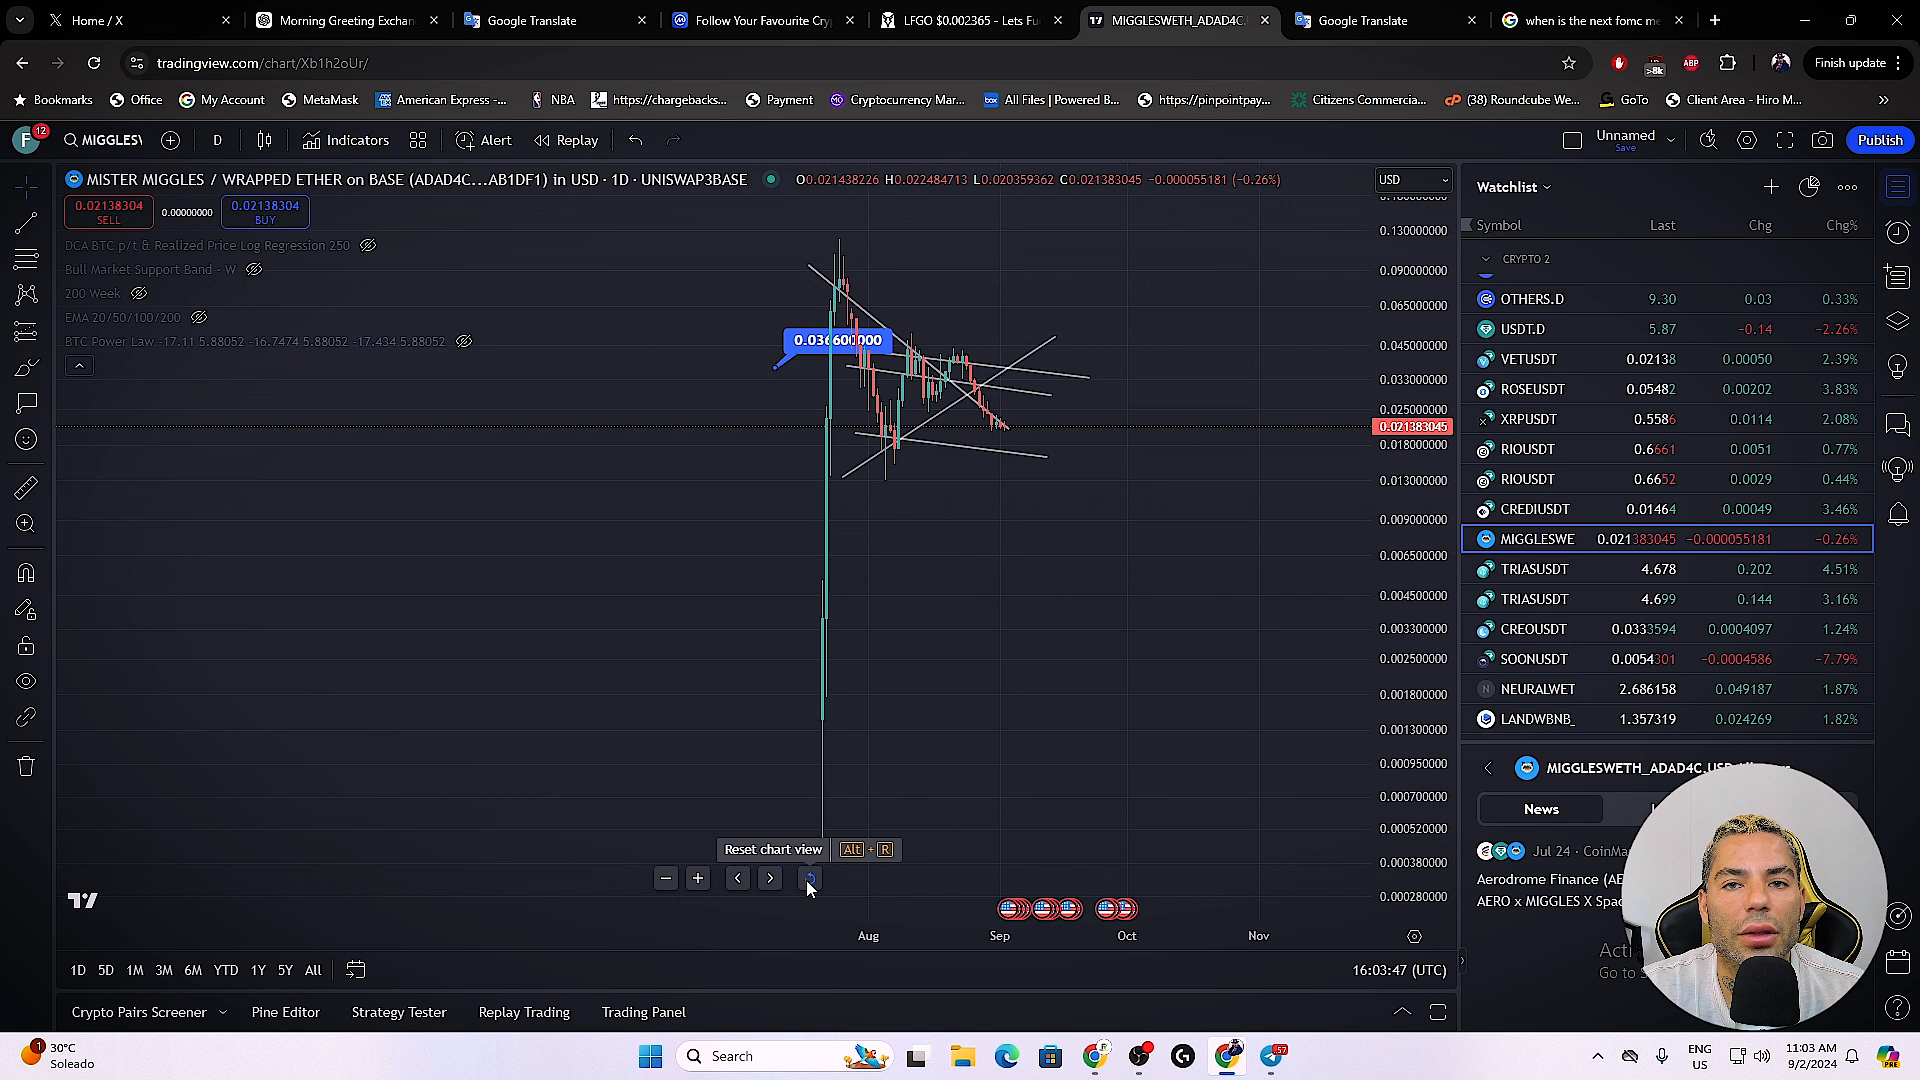 Home / X
Morning Greeting Exchan
Google Translate
Follow Your Favourite Cry
LFGO $0.002365 - Lets Fu
MIGGLESWETH_ADAD4C.
Google Translate
when is the next fomc me
tradingview.com/chart/Xb1h2oUr/
>8k
ABP
Finish update
Bookmarks
Office
My Account
MetaMask
American Express -...
NBA
https://chargebacks...
Payment
Cryptocurrency Mar...
All Files | Powered B...
https://pinpointpay...
Citizens Commercia...
(38) Roundcube We...
GoTo
Client Area - Hiro M...
F
12
MIGGLESW
D
Indicators
Alert
Replay
Unnamed
Save
Publish
MISTER MIGGLES / WRAPPED ETHER on BASE (ADAD4C...AB1DF1) in USD · 1D · UNISWAP3BASE
O0.021438226 H0.022484713 L0.020359362 C0.021383045 −0.000055181 (−0.26%)
USD
0.02138304
SELL
0.00000000
0.02138304
BUY
DCA BTC p/t & Realized Price Log Regression 250
Bull Market Support Band · W
200 Week
EMA 20/50/100/200
BTC Power Law -17.11 5.88052 -16.7474 5.88052 -17.434 5.88052
0.036600000
0.130000000
0.090000000
0.065000000
0.045000000
0.033000000
0.025000000
0.021383045
0.018000000
0.013000000
0.009000000
0.006500000
0.004500000
0.003300000
0.002500000
0.001800000
0.001300000
0.000950000
0.000700000
0.000520000
0.000380000
0.000280000
Reset chart view
Alt + R
Aug
Sep
Oct
Nov
1D 5D 1M 3M 6M YTD 1Y 5Y All
16:03:47 (UTC)
Crypto Pairs Screener
Pine Editor
Strategy Tester
Replay Trading
Trading Panel
Watchlist
Symbol Last Chg Chg%
CRYPTO 2
OTHERS.D 9.30 0.03 0.33%
USDT.D 5.87 −0.14 −2.26%
VETUSDT 0.02138 0.00050 2.39%
ROSEUSDT 0.05482 0.00202 3.83%
XRPUSDT 0.5586 0.0114 2.08%
RIOUSDT 0.6661 0.0051 0.77%
RIOUSDT 0.6652 0.0029 0.44%
CREDIUSDT 0.01464 0.00049 3.46%
MIGGLESWE 0.021383045 −0.000055181 −0.26%
TRIASUSDT 4.678 0.202 4.51%
TRIASUSDT 4.699 0.144 3.16%
CREOUSDT 0.0333594 0.0004097 1.24%
SOONUSDT 0.0054301 −0.0004586 −7.79%
NEURALWET 2.686158 0.049187 1.87%
LANDWBNB_ 1.357319 0.024269 1.82%
MIGGLESWETH_ADAD4C.USD
News
Jul 24 · CoinMa
Aerodrome Finance (AE
AERO x MIGGLES X Spac
Acti
Go to S
1
30°C
Soleado
Search
57
ENG
US
11:03 AM
9/2/2024
PRE